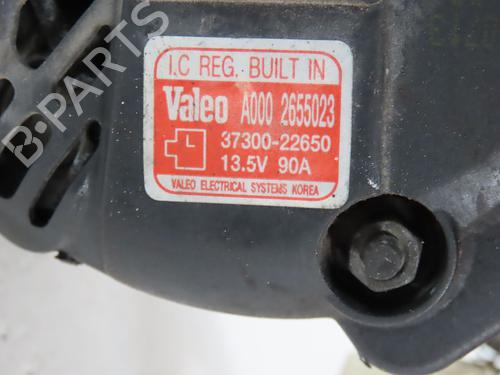 I.C REG. BUILT IN
Valeo A000 2655023
37300-22650
13.5V 90A
VALEO ELECTRICAL SYSTEMS KOREA
B-PARTS